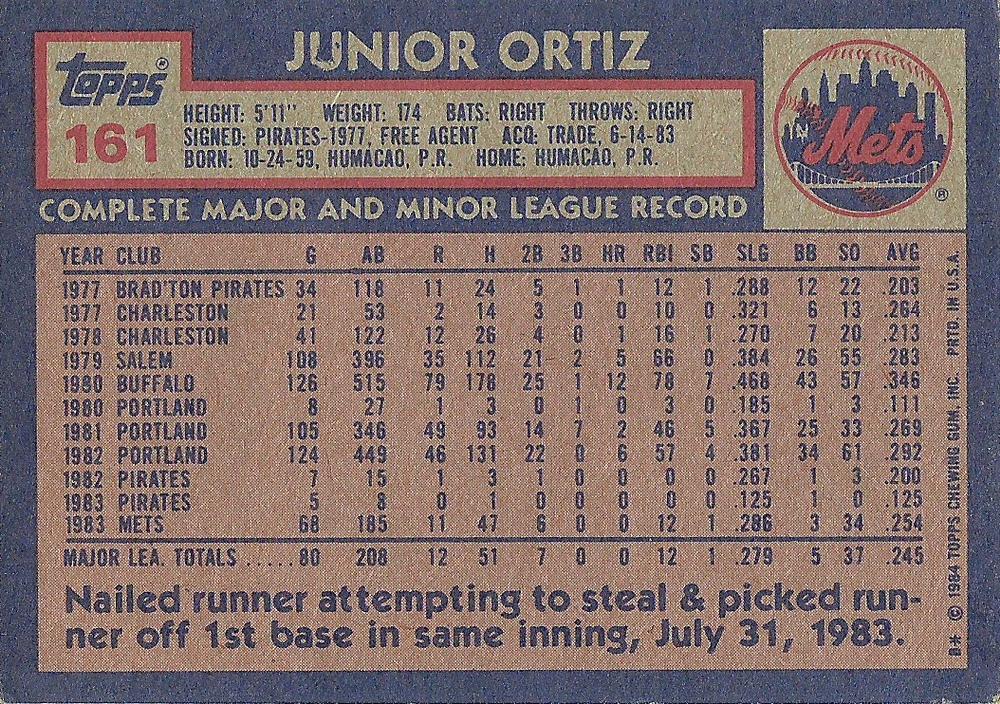 JUNIOR ORTIZ
Topps®
161
HEIGHT: 5'11" WEIGHT: 174 BATS: RIGHT THROWS: RIGHT
SIGNED: PIRATES-1977, FREE AGENT ACQ: TRADE, 6-14-83
BORN: 10-24-59, HUMACAO, P.R. HOME: HUMACAO, P.R.
Mets
®
COMPLETE MAJOR AND MINOR LEAGUE RECORD
YEAR CLUB G AB R H 2B 3B HR RBI SB SLG BB SO AVG
1977 BRAD'TON PIRATES 34 118 11 24 5 1 1 12 1 .288 12 22 .203
1977 CHARLESTON 21 53 2 14 3 0 0 10 0 .321 6 13 .264
1978 CHARLESTON 41 122 12 26 4 0 1 16 1 .270 7 20 .213
1979 SALEM 108 396 35 112 21 2 5 66 0 .384 26 55 .283
1980 BUFFALO 126 515 79 178 25 1 12 78 7 .468 43 57 .346
1980 PORTLAND 8 27 1 3 0 1 0 3 0 .185 1 3 .111
1981 PORTLAND 105 346 49 93 14 7 2 46 5 .367 25 33 .269
1982 PORTLAND 124 449 46 131 22 0 6 57 4 .381 34 61 .292
1982 PIRATES 7 15 1 3 1 0 0 0 0 .267 1 3 .200
1983 PIRATES 5 8 0 1 0 0 0 0 0 .125 1 0 .125
1983 METS 68 185 11 47 6 0 0 12 1 .286 3 34 .254
MAJOR LEA. TOTALS .....80 208 12 51 7 0 0 12 1 .279 5 37 .245
Nailed runner attempting to steal & picked run-
ner off 1st base in same inning, July 31, 1983.
B* © 1984 TOPPS CHEWING GUM, INC. PRTD. IN U.S.A.